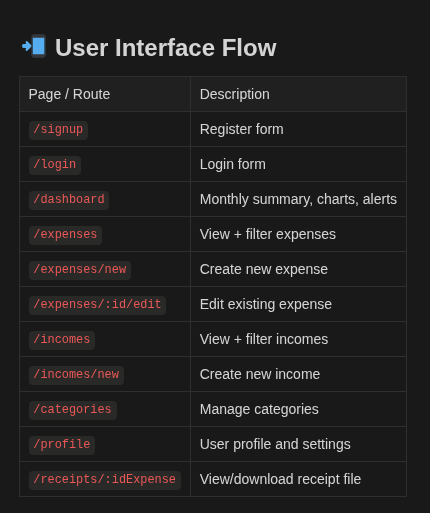 📲 User Interface Flow
Page / Route Description
/signup Register form
/login Login form
/dashboard Monthly summary, charts, alerts
/expenses View + filter expenses
/expenses/new Create new expense
/expenses/:id/edit Edit existing expense
/incomes View + filter incomes
/incomes/new Create new income
/categories Manage categories
/profile User profile and settings
/receipts/:idExpense View/download receipt file